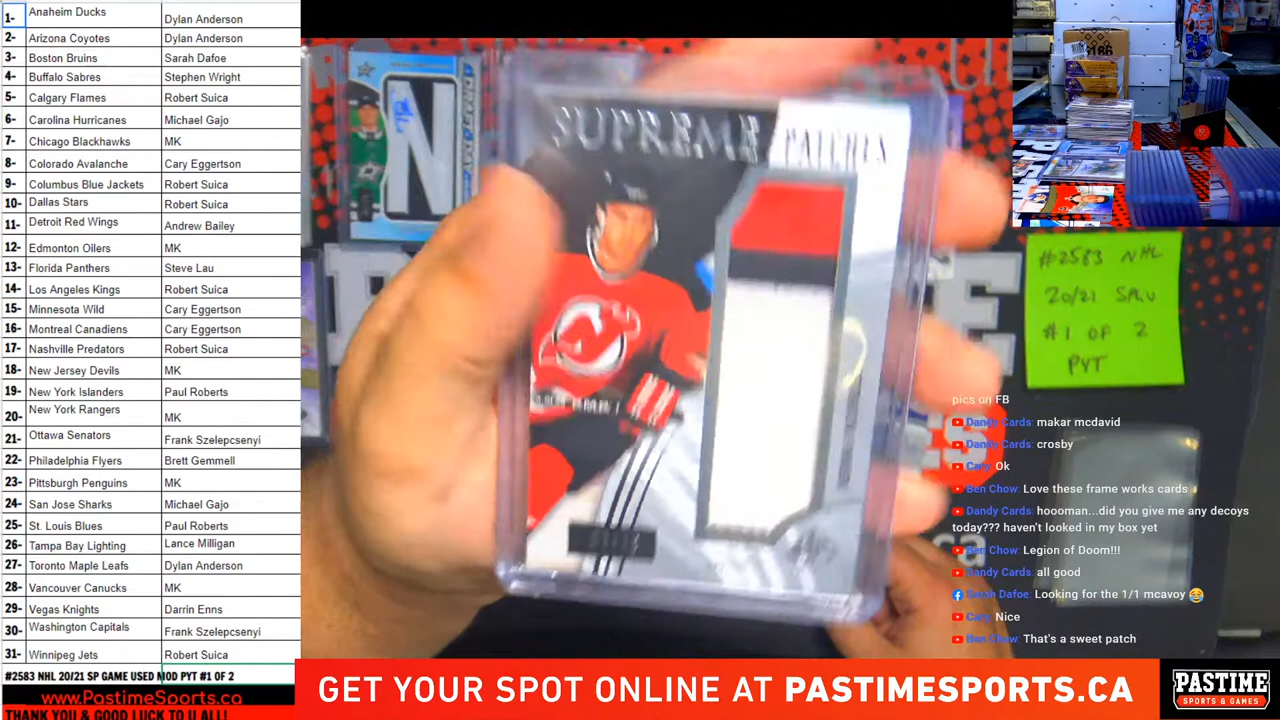 1- Anaheim Ducks Dylan Anderson
2- Arizona Coyotes Dylan Anderson
3- Boston Bruins Sarah Dafoe
4- Buffalo Sabres Stephen Wright
5- Calgary Flames Robert Suica
6- Carolina Hurricanes Michael Gajo
7- Chicago Blackhawks MK
8- Colorado Avalanche Cary Eggertson
9- Columbus Blue Jackets Robert Suica
10- Dallas Stars Robert Suica
11- Detroit Red Wings Andrew Bailey
12- Edmonton Oilers MK
13- Florida Panthers Steve Lau
14- Los Angeles Kings Robert Suica
15- Minnesota Wild Cary Eggertson
16- Montreal Canadiens Cary Eggertson
17- Nashville Predators Robert Suica
18- New Jersey Devils MK
19- New York Islanders Paul Roberts
20- New York Rangers MK
21- Ottawa Senators Frank Szelepcsenyi
22- Philadelphia Flyers Brett Gemmell
23- Pittsburgh Penguins MK
24- San Jose Sharks Michael Gajo
25- St. Louis Blues Paul Roberts
26- Tampa Bay Lighting Lance Milligan
27- Toronto Maple Leafs Dylan Anderson
28- Vancouver Canucks MK
29- Vegas Knights Darrin Enns
30- Washington Capitals Frank Szelepcsenyi
31- Winnipeg Jets Robert Suica
#2583 NHL 20/21 SP GAME USED MOD PYT #1 OF 2
www.PastimeSports.ca
THANK YOU & GOOD LUCK TO U ALL!
SUPREME PATCHES
#2583 NHL
20/21 SP.U
#1 OF 2
PYT
pics on FB
Dandy Cards: makar mcdavid
Dandy Cards: crosby
Cary: Ok
Ben Chow: Love these frame works cards
Dandy Cards: hoooman...did you give me any decoys
today??? haven't looked in my box yet
Ben Chow: Legion of Doom!!!
Dandy Cards: all good
Sarah Dafoe: Looking for the 1/1 mcavoy 😂
Cary: Nice
Ben Chow: That's a sweet patch
GET YOUR SPOT ONLINE AT PASTIMESPORTS.CA
PASTIME
SPORTS & GAMES